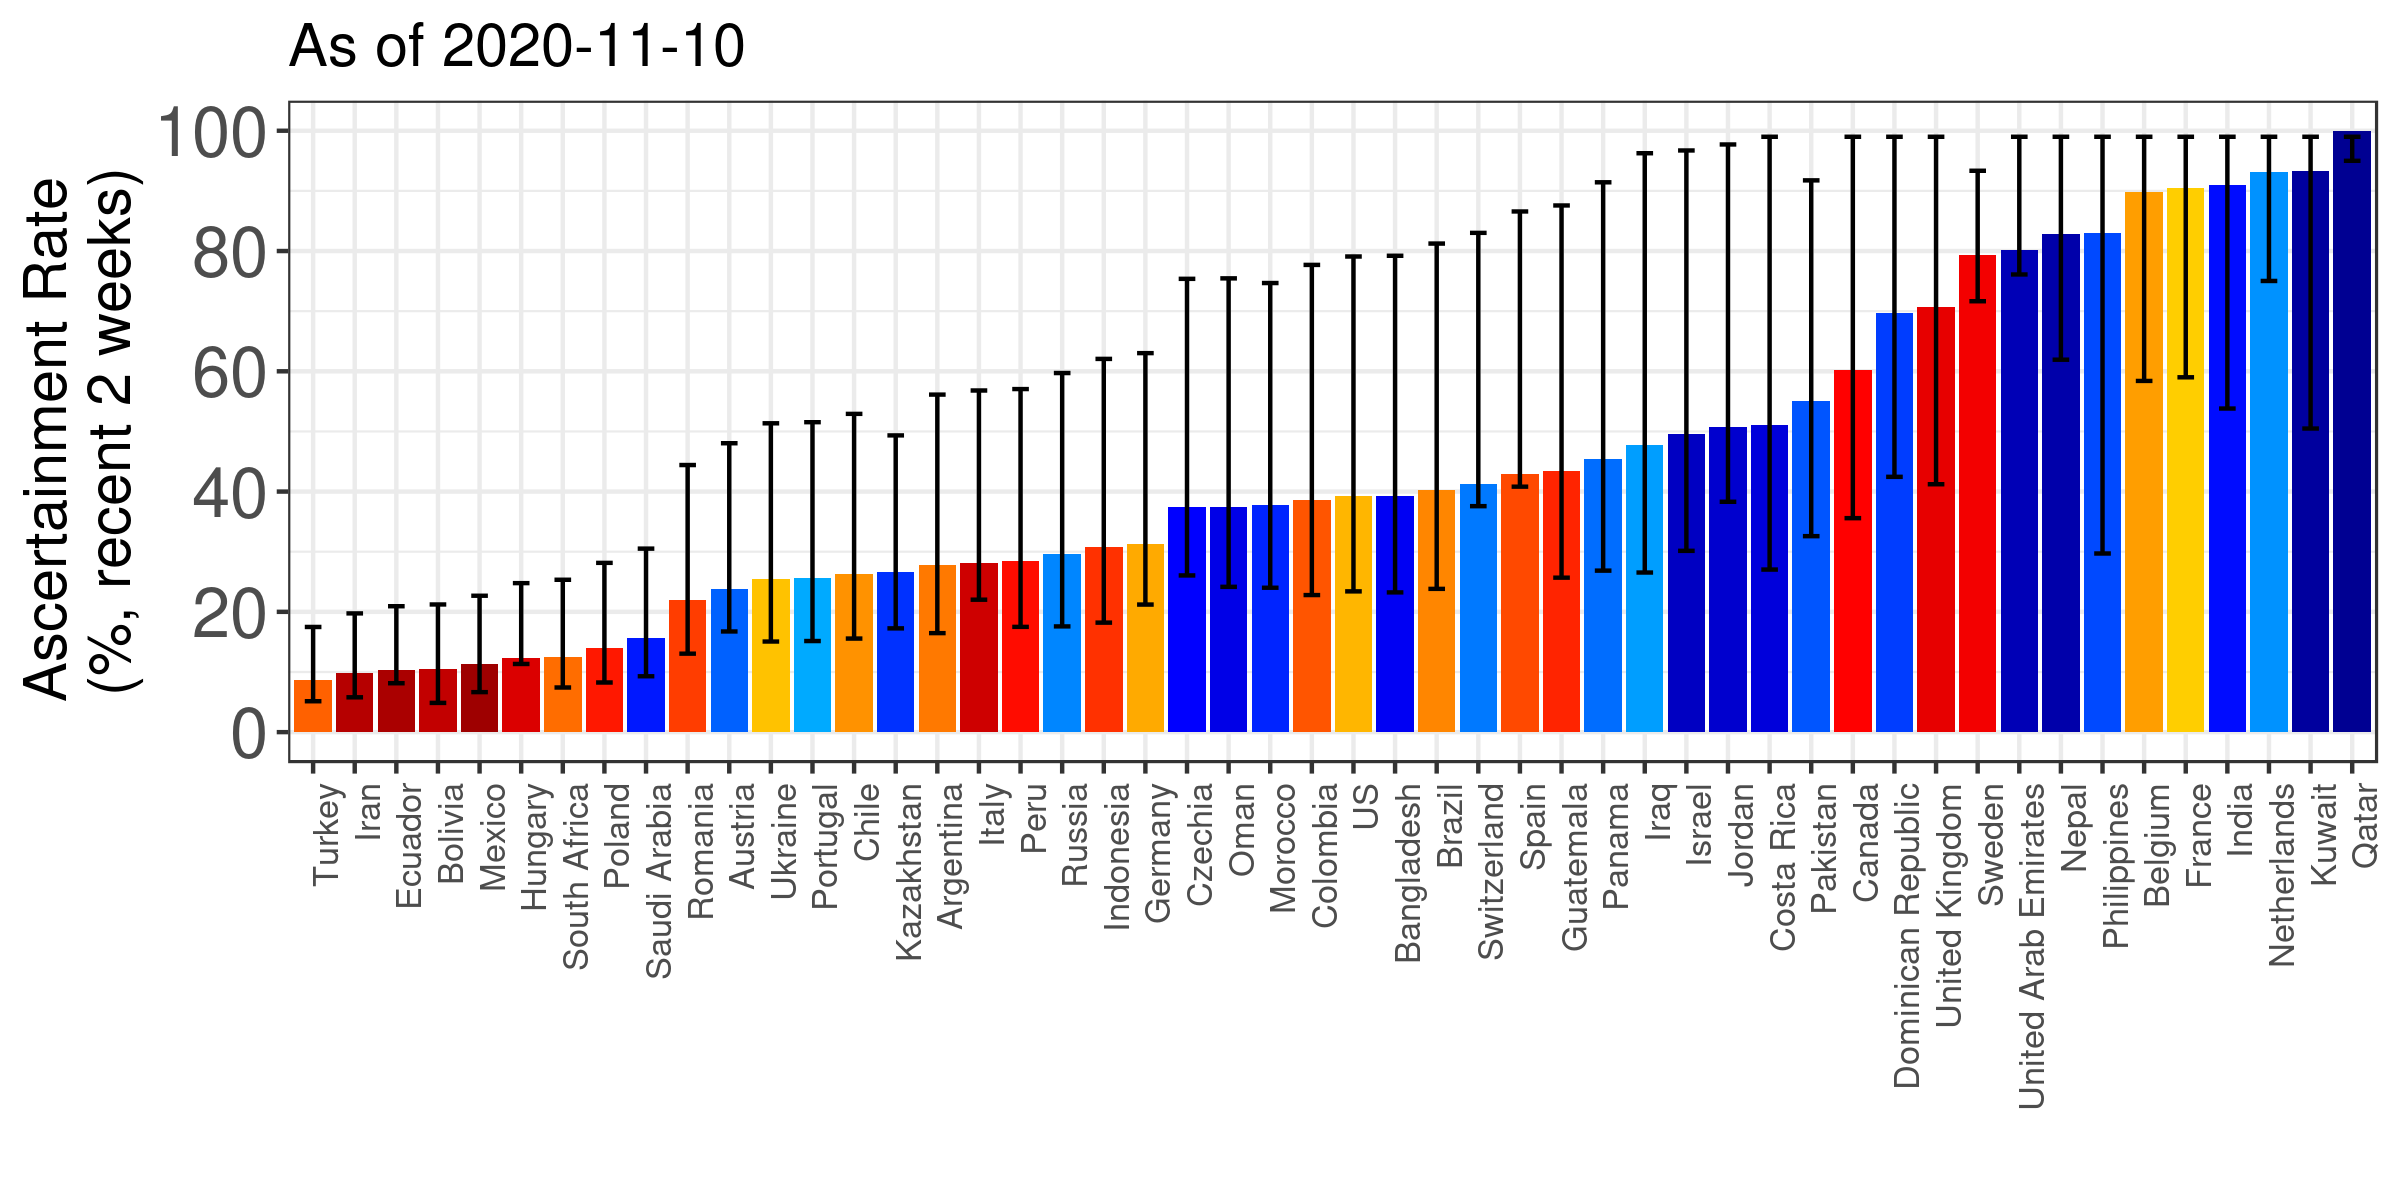 As of 2020-11-10
Ascertainment Rate
(%, recent 2 weeks)
100
80
60
40
20
0
Turkey
Iran
Ecuador
Bolivia
Mexico
Hungary
South Africa
Poland
Saudi Arabia
Romania
Austria
Ukraine
Portugal
Chile
Kazakhstan
Argentina
Italy
Peru
Russia
Indonesia
Germany
Czechia
Oman
Morocco
Colombia
US
Bangladesh
Brazil
Switzerland
Spain
Guatemala
Panama
Iraq
Israel
Jordan
Costa Rica
Pakistan
Canada
Dominican Republic
United Kingdom
Sweden
United Arab Emirates
Nepal
Philippines
Belgium
France
India
Netherlands
Kuwait
Qatar